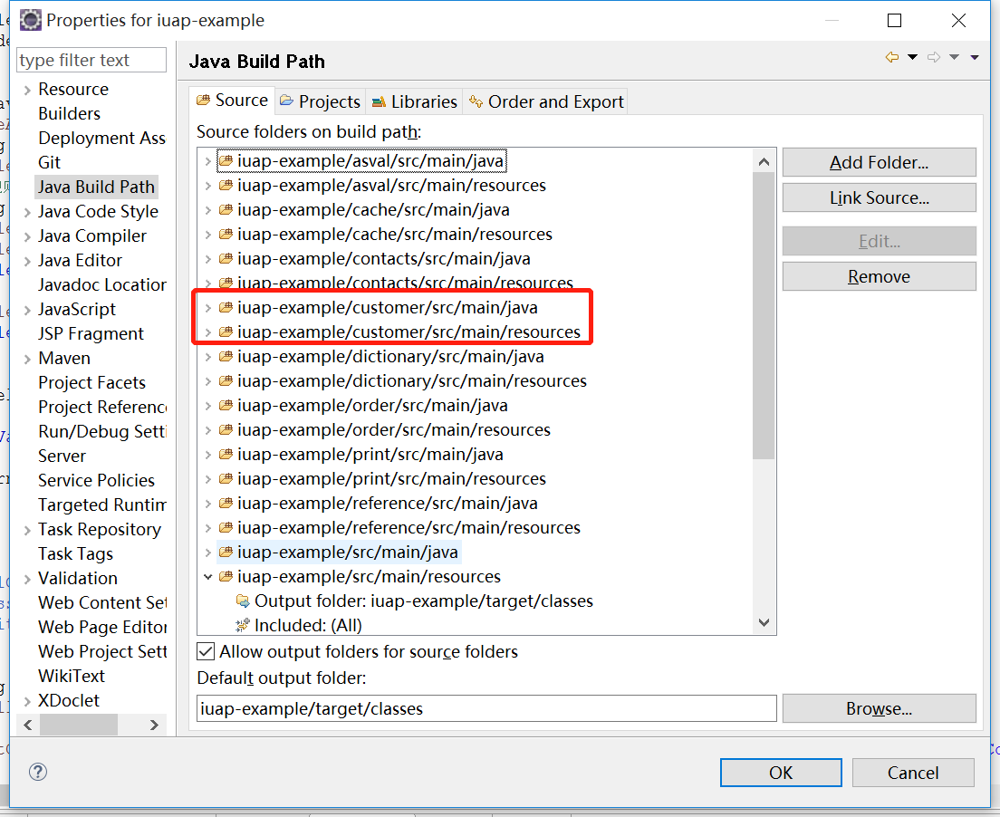 Properties for iuap-example
type filter text
Resource
Builders
Deployment Ass
Git
Java Build Path
Java Code Style
Java Compiler
Java Editor
Javadoc Location
JavaScript
JSP Fragment
Maven
Project Facets
Project Referenc
Run/Debug Setti
Server
Service Policies
Targeted Runtim
Task Repository
Task Tags
Validation
Web Content Set
Web Page Editor
Web Project Sett
WikiText
XDoclet
Java Build Path
Source
Projects
Libraries
Order and Export
Source folders on build path:
iuap-example/asval/src/main/java
iuap-example/asval/src/main/resources
iuap-example/cache/src/main/java
iuap-example/cache/src/main/resources
iuap-example/contacts/src/main/java
iuap-example/contacts/src/main/resources
iuap-example/customer/src/main/java
iuap-example/customer/src/main/resources
iuap-example/dictionary/src/main/java
iuap-example/dictionary/src/main/resources
iuap-example/order/src/main/java
iuap-example/order/src/main/resources
iuap-example/print/src/main/java
iuap-example/print/src/main/resources
iuap-example/reference/src/main/java
iuap-example/reference/src/main/resources
iuap-example/src/main/java
iuap-example/src/main/resources
Output folder: iuap-example/target/classes
Included: (All)
Add Folder...
Link Source...
Edit...
Remove
Allow output folders for source folders
Default output folder:
iuap-example/target/classes
Browse...
OK
Cancel